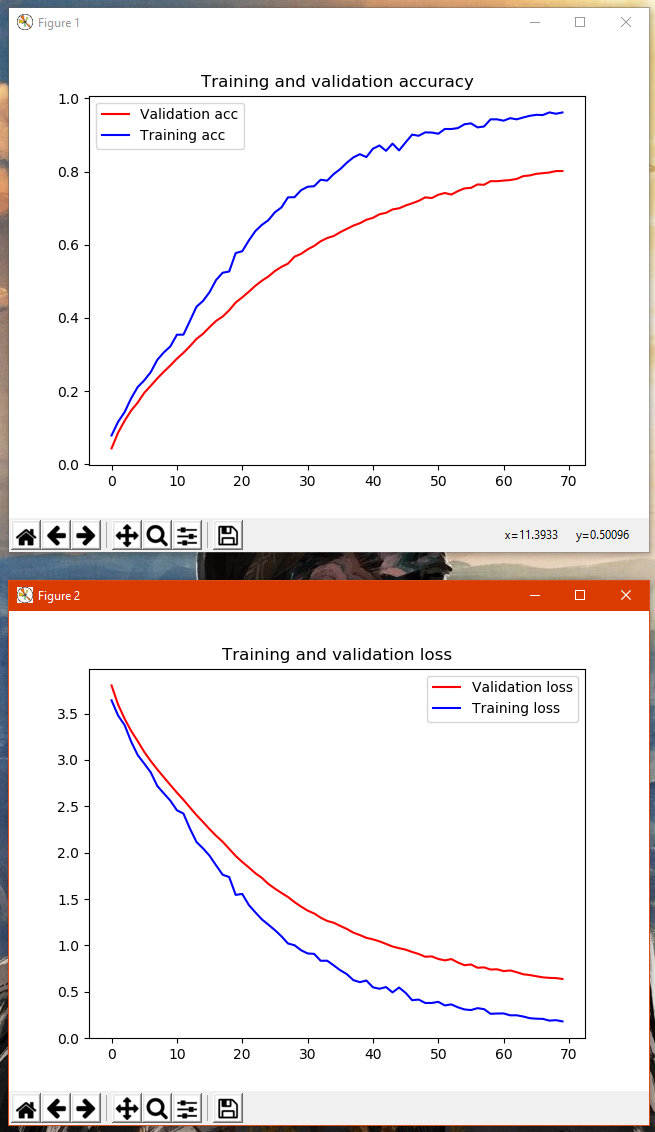 Figure 1
Training and validation accuracy
1.0
0.8
0.6
0.4
0.2
0.0
Validation acc
Training acc
0 10 20 30 40 50 60 70
x=11.3933 y=0.50096
Figure 2
Training and validation loss
3.5
3.0
2.5
2.0
1.5
1.0
0.5
0.0
Validation loss
Training loss
0 10 20 30 40 50 60 70